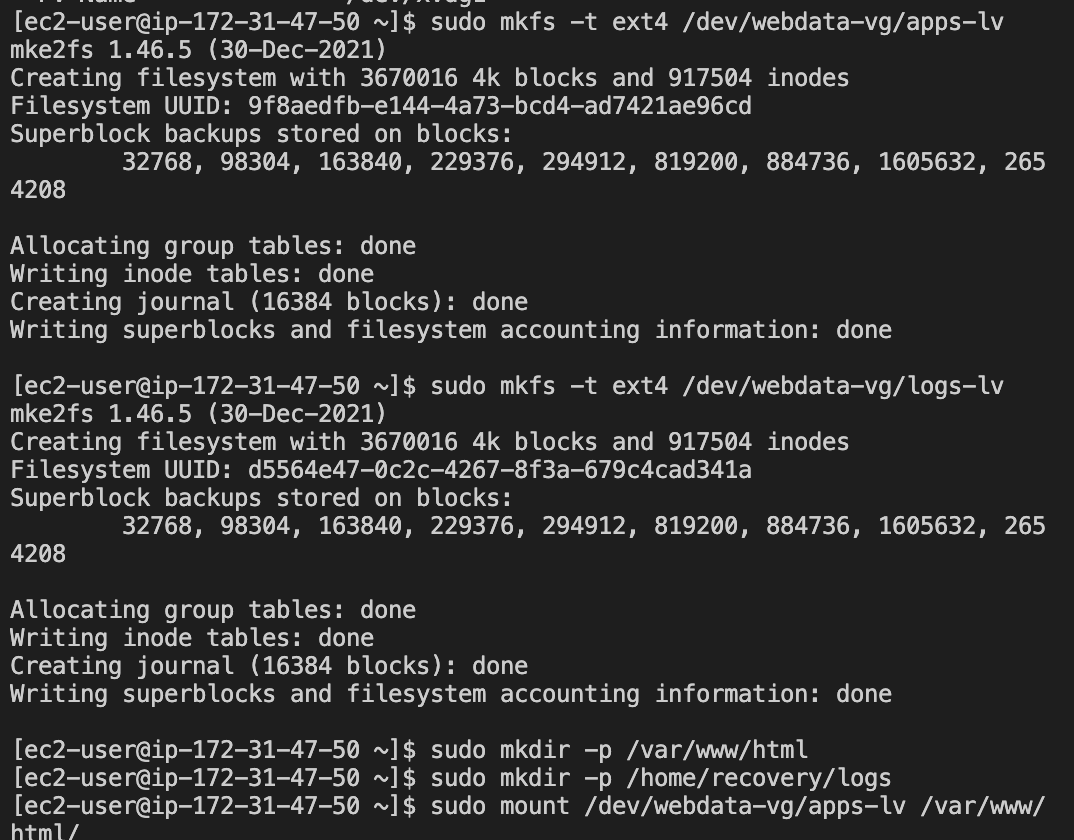 [ec2-user@ip-172-31-47-50 ~]$ sudo mkfs -t ext4 /dev/webdata-vg/apps-lv
mke2fs 1.46.5 (30-Dec-2021)
Creating filesystem with 3670016 4k blocks and 917504 inodes
Filesystem UUID: 9f8aedfb-e144-4a73-bcd4-ad7421ae96cd
Superblock backups stored on blocks:
        32768, 98304, 163840, 229376, 294912, 819200, 884736, 1605632, 265
4208

Allocating group tables: done
Writing inode tables: done
Creating journal (16384 blocks): done
Writing superblocks and filesystem accounting information: done

[ec2-user@ip-172-31-47-50 ~]$ sudo mkfs -t ext4 /dev/webdata-vg/logs-lv
mke2fs 1.46.5 (30-Dec-2021)
Creating filesystem with 3670016 4k blocks and 917504 inodes
Filesystem UUID: d5564e47-0c2c-4267-8f3a-679c4cad341a
Superblock backups stored on blocks:
        32768, 98304, 163840, 229376, 294912, 819200, 884736, 1605632, 265
4208

Allocating group tables: done
Writing inode tables: done
Creating journal (16384 blocks): done
Writing superblocks and filesystem accounting information: done

[ec2-user@ip-172-31-47-50 ~]$ sudo mkdir -p /var/www/html
[ec2-user@ip-172-31-47-50 ~]$ sudo mkdir -p /home/recovery/logs
[ec2-user@ip-172-31-47-50 ~]$ sudo mount /dev/webdata-vg/apps-lv /var/www/
html/